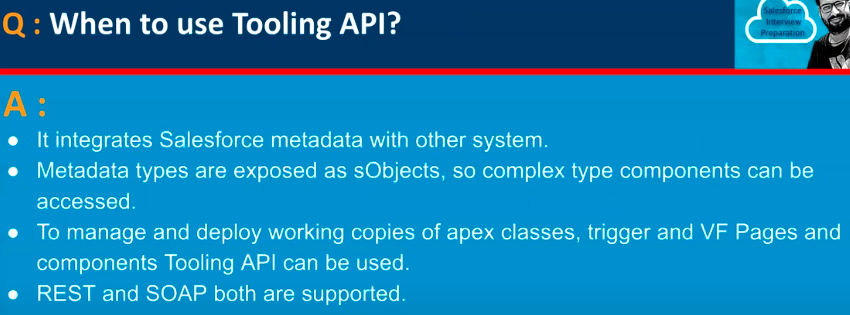 Q : When to use Tooling API?
Salesforce
Interview
Preparation
A :
● It integrates Salesforce metadata with other system.
● Metadata types are exposed as sObjects, so complex type components can be
accessed.
● To manage and deploy working copies of apex classes, trigger and VF Pages and
components Tooling API can be used.
● REST and SOAP both are supported.